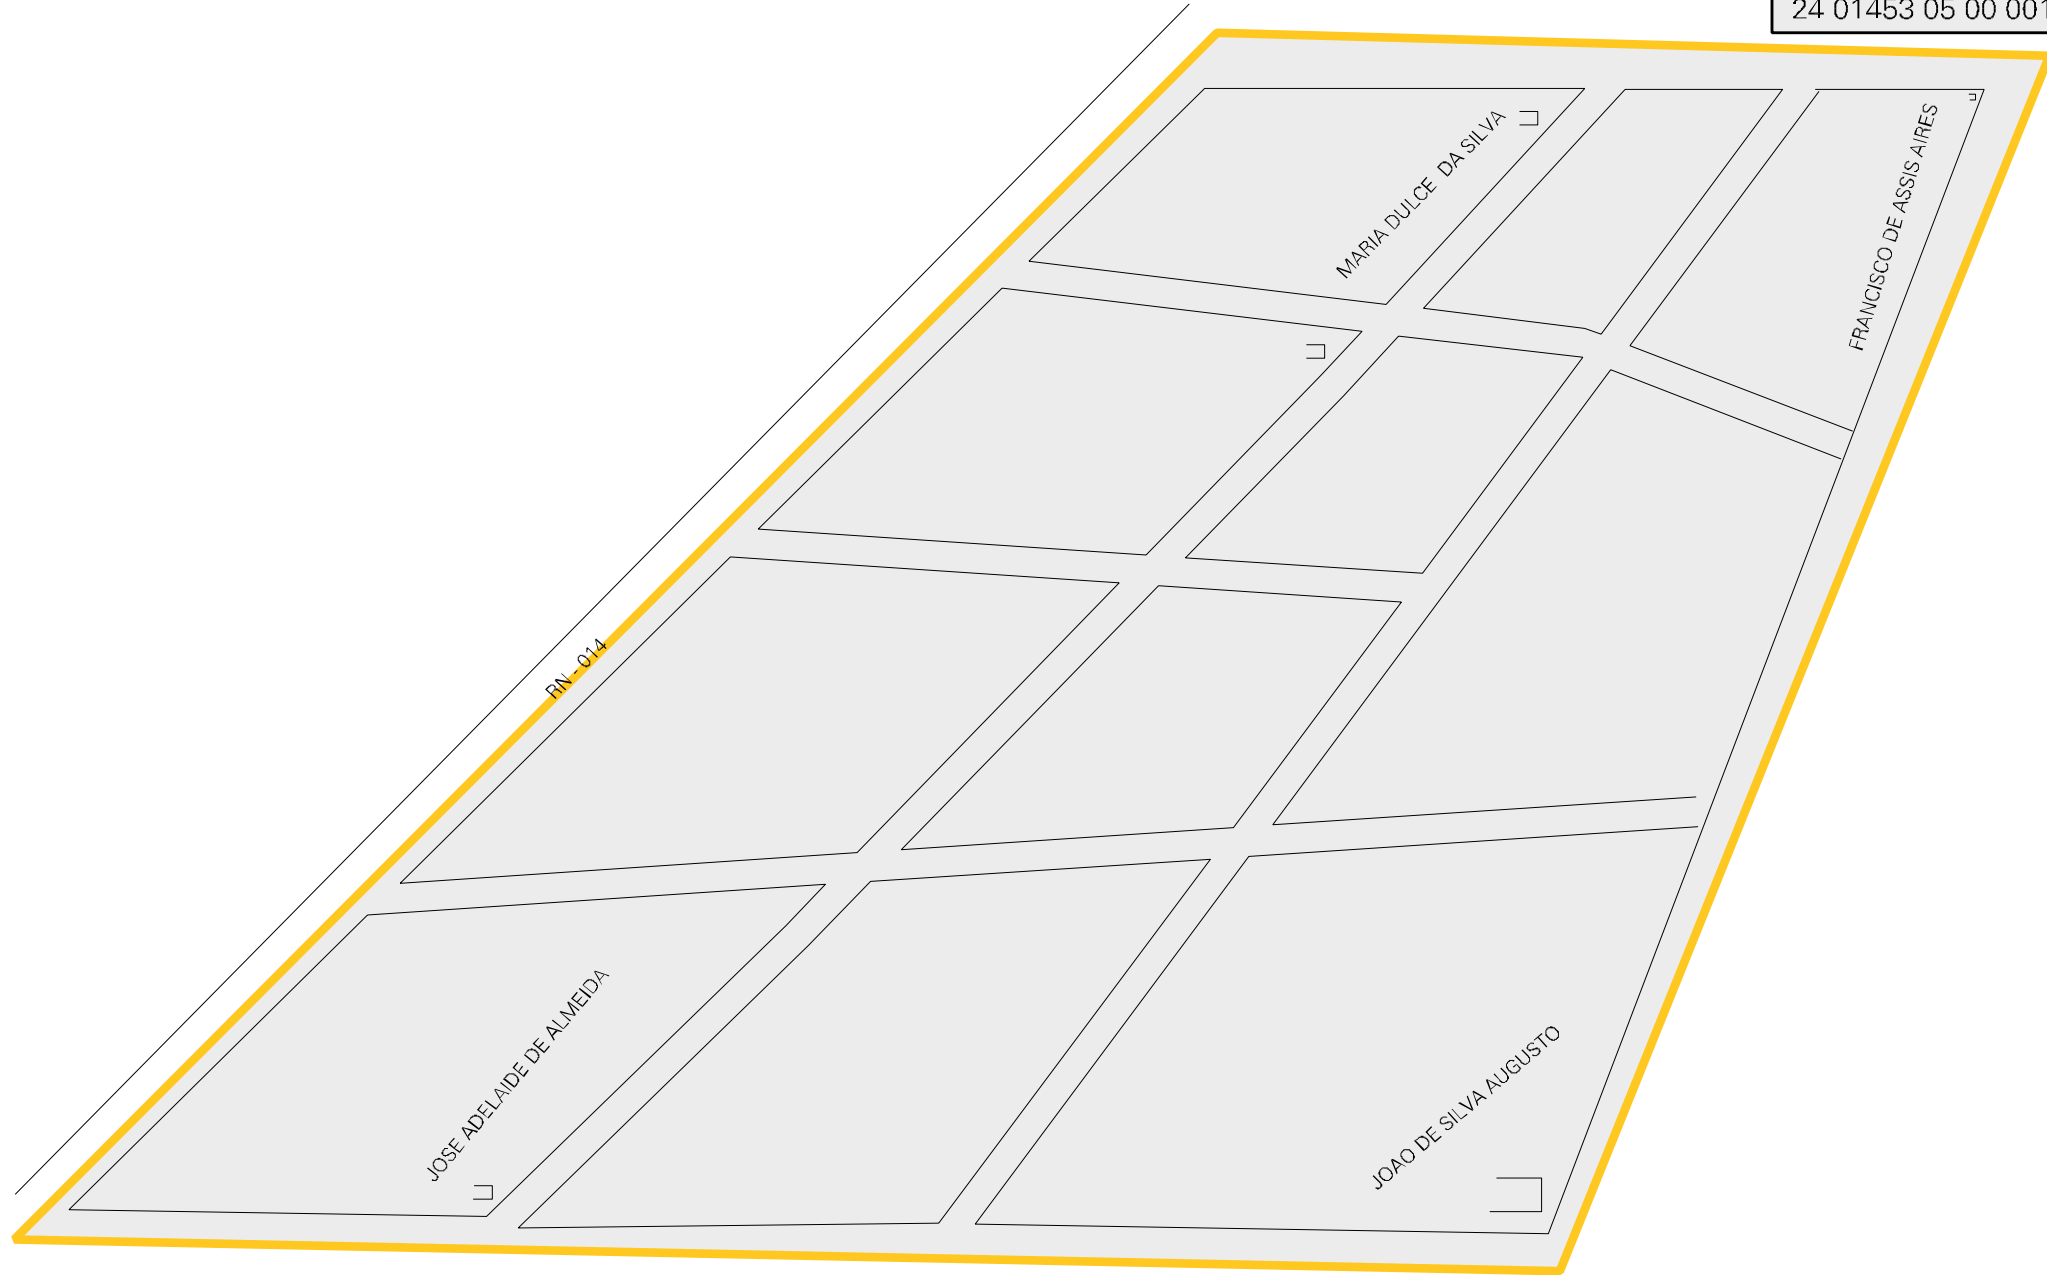 24 01453 05 00 001
MARIA DULCE  DA SILVA
FRANCISCO DE ASSIS AIRES
RN - 014
JOSE ADELAIDE DE ALMEIDA
JOAO DE SILVA AUGUSTO